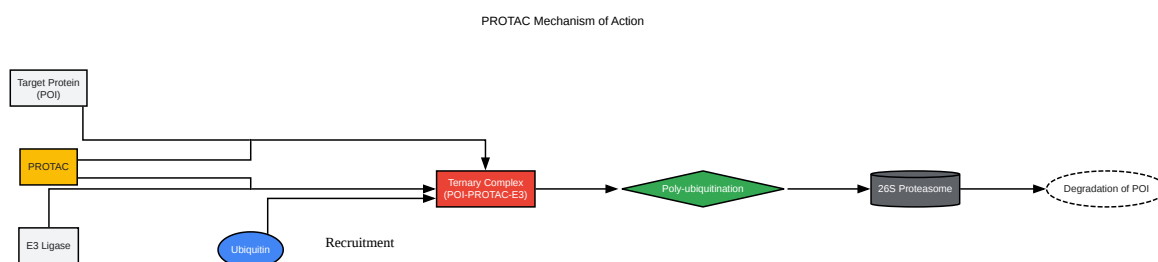 PROTAC Mechanism of Action
Target Protein
(POI)
PROTAC
Ternary Complex
(POI-PROTAC-E3)
Poly-ubiquitination
26S Proteasome
Degradation of POI
E3 Ligase
Ubiquitin
Recruitment